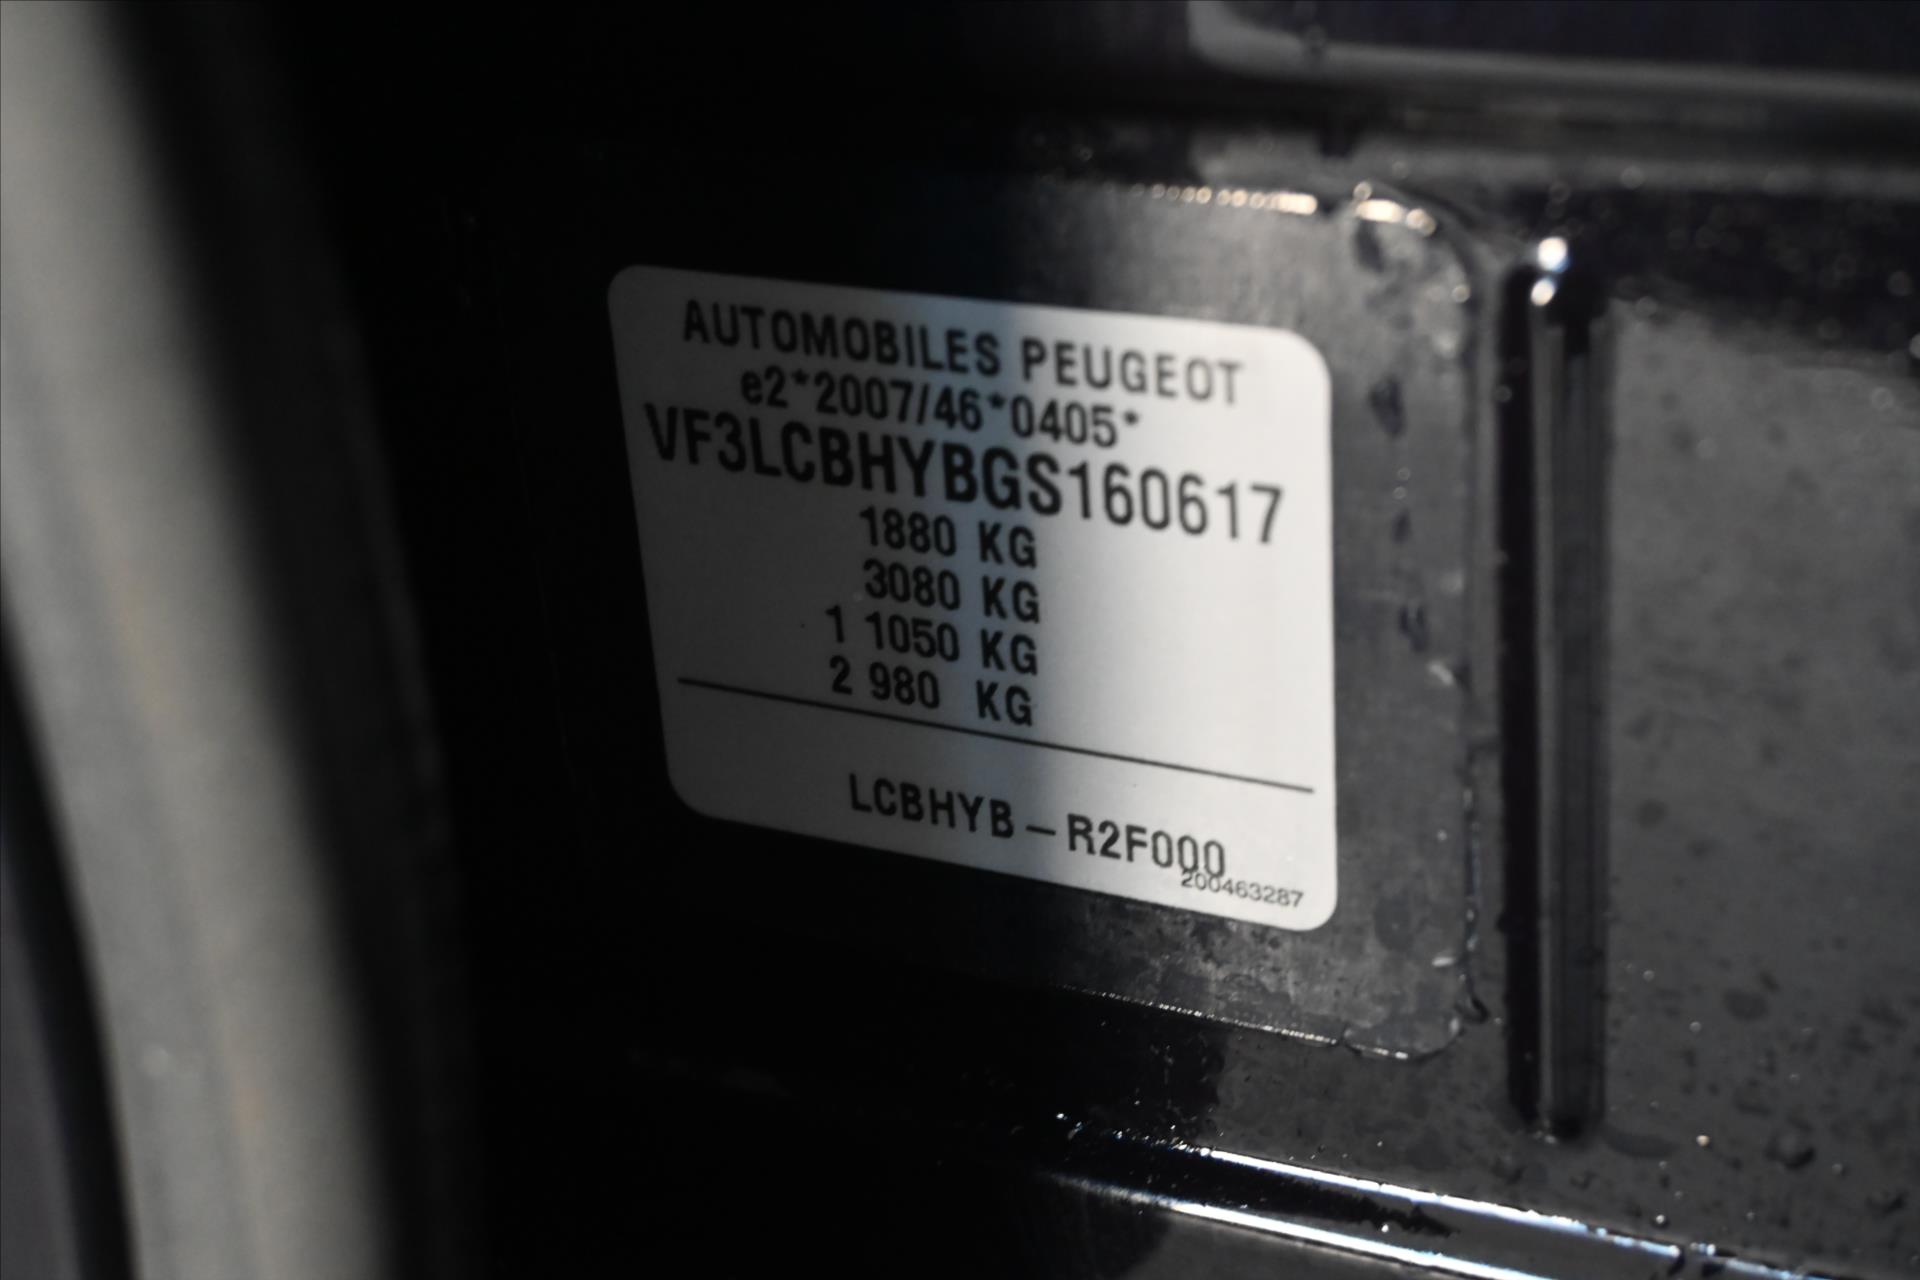 AUTOMOBILES PEUGEOT
e2*2007/46*0405*
VF3LCBHYBGS160617
1880 KG
3080 KG
1 1050 KG
2 980 KG
LCBHYB – R2F000
200463287